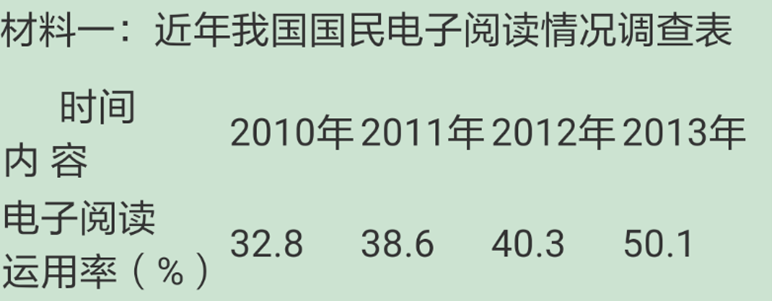 材料一：近年我国国民电子阅读情况调查表
时间
内 容
2010年 2011年 2012年 2013年
电子阅读
运用率（%） 32.8 38.6 40.3 50.1